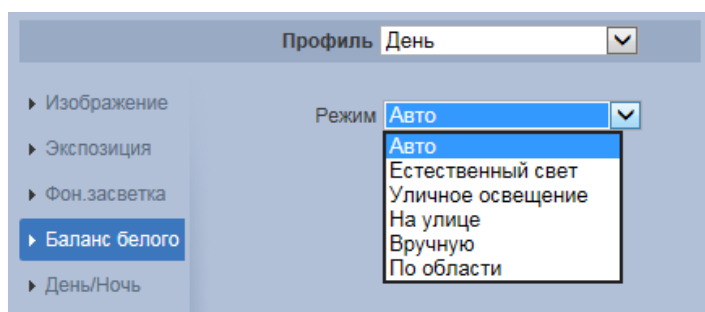 Профиль День
Изображение
Экспозиция
Фон.засветка
Баланс белого
День/Ночь
Режим Авто
Авто
Естественный свет
Уличное освещение
На улице
Вручную
По области